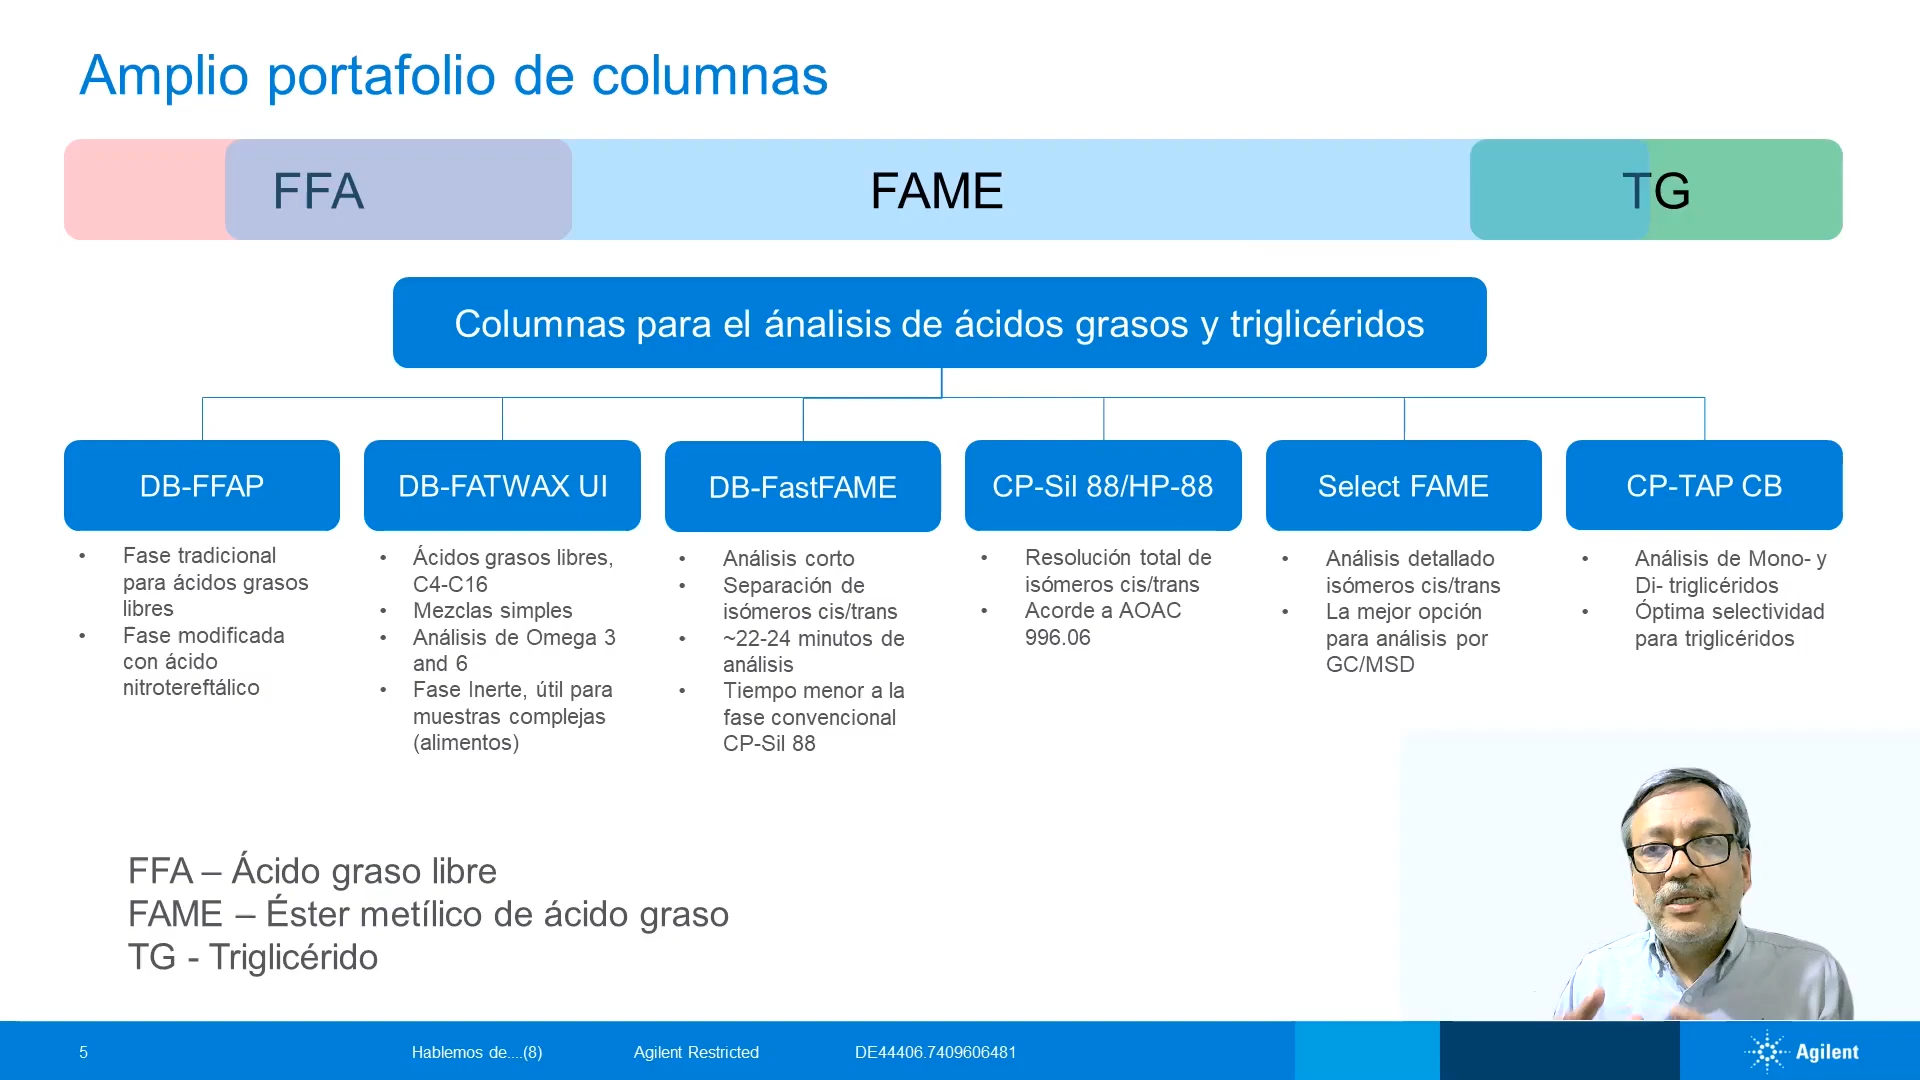 Amplio portafolio de columnas
FFA
FAME
TG
Columnas para el ánalisis de ácidos grasos y triglicéridos
DB-FFAP
DB-FATWAX UI
DB-FastFAME
CP-Sil 88/HP-88
Select FAME
CP-TAP CB
• Fase tradicional
para ácidos grasos
libres
• Fase modificada
con ácido
nitrotereftálico
• Ácidos grasos libres,
C4-C16
• Mezclas simples
• Análisis de Omega 3
and 6
• Fase Inerte, útil para
muestras complejas
(alimentos)
• Análisis corto
• Separación de
isómeros cis/trans
• ~22-24 minutos de
análisis
• Tiempo menor a la
fase convencional
CP-Sil 88
• Resolución total de
isómeros cis/trans
• Acorde a AOAC
996.06
• Análisis detallado
isómeros cis/trans
• La mejor opción
para análisis por
GC/MSD
• Análisis de Mono- y
Di- triglicéridos
• Óptima selectividad
para triglicéridos
FFA – Ácido graso libre
FAME – Éster metílico de ácido graso
TG - Triglicérido
5
Hablemos de....(8)
Agilent Restricted
DE44406.7409606481
Agilent